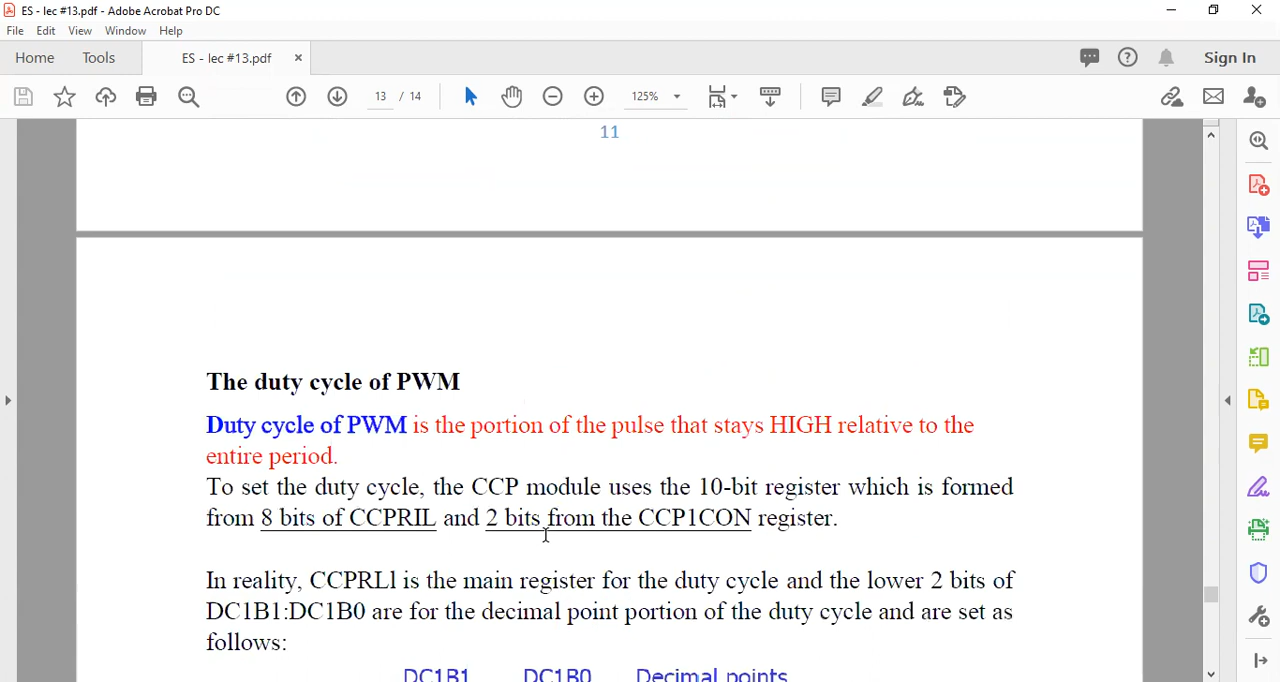 ES - lec #13.pdf - Adobe Acrobat Pro DC
File Edit View Window Help
Home Tools ES - lec #13.pdf × Sign In
13 / 14 125%
11
The duty cycle of PWM
Duty cycle of PWM is the portion of the pulse that stays HIGH relative to the
entire period.
To set the duty cycle, the CCP module uses the 10-bit register which is formed
from 8 bits of CCPRIL and 2 bits from the CCP1CON register.
In reality, CCPRLl is the main register for the duty cycle and the lower 2 bits of
DC1B1:DC1B0 are for the decimal point portion of the duty cycle and are set as
follows:
DC1B1 DC1B0 Decimal points